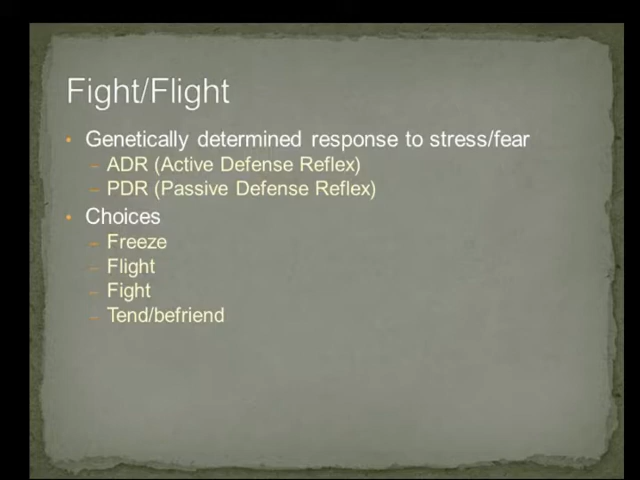 Fight/Flight
• Genetically determined response to stress/fear
– ADR (Active Defense Reflex)
– PDR (Passive Defense Reflex)
• Choices
– Freeze
– Flight
– Fight
– Tend/befriend